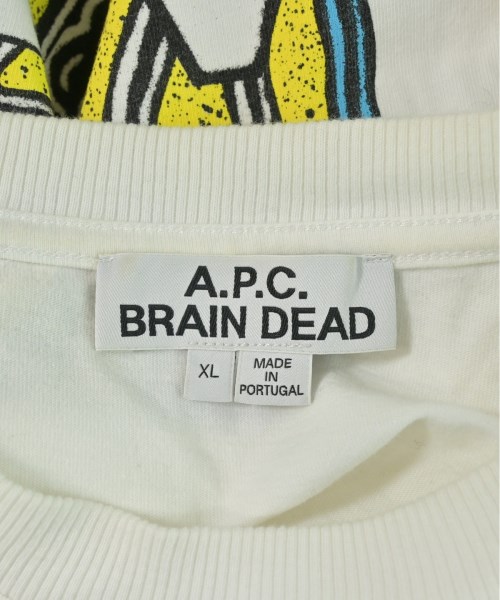 A.P.C.
BRAIN DEAD
XL
MADE
IN
PORTUGAL